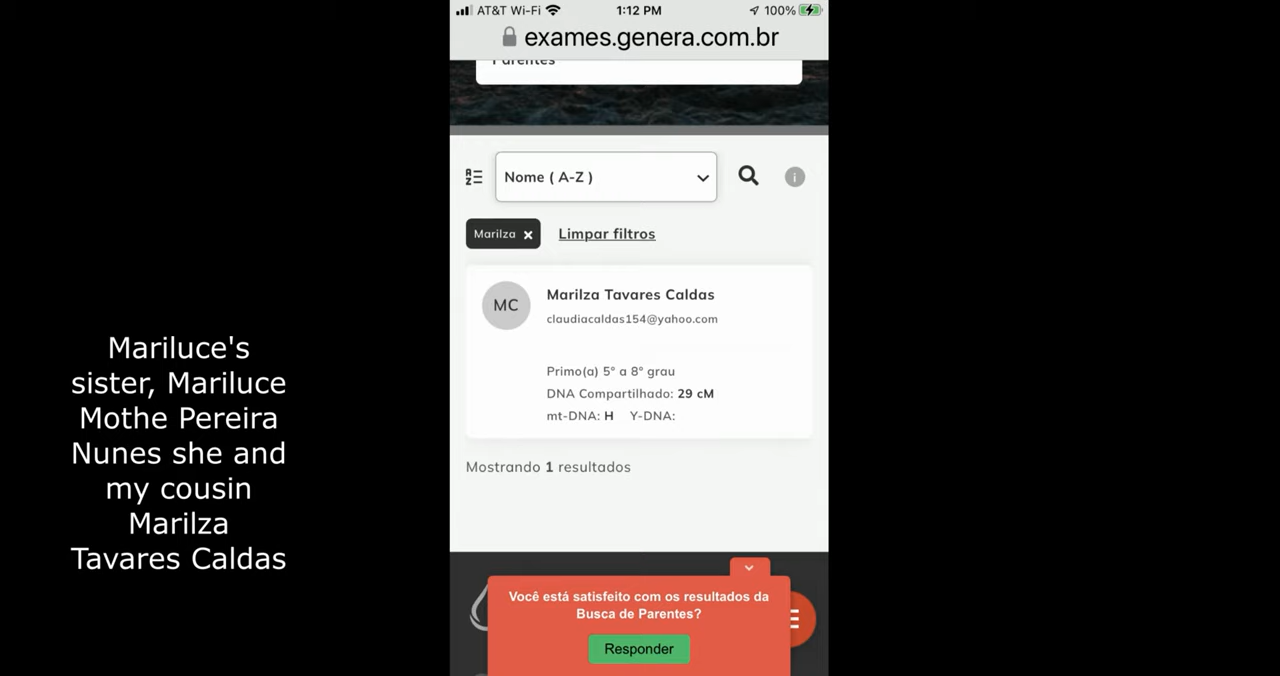 AT&T Wi-Fi 1:12 PM 100%
exames.genera.com.br
Parentes
Nome ( A-Z )
Marilza × Limpar filtros
MC
Marilza Tavares Caldas
claudiacaldas154@yahoo.com
Primo(a) 5° a 8° grau
DNA Compartilhado: 29 cM
mt-DNA: H Y-DNA:
Mostrando 1 resultados
Você está satisfeito com os resultados da
Busca de Parentes?
Responder
Mariluce's
sister, Mariluce
Mothe Pereira
Nunes she and
my cousin
Marilza
Tavares Caldas